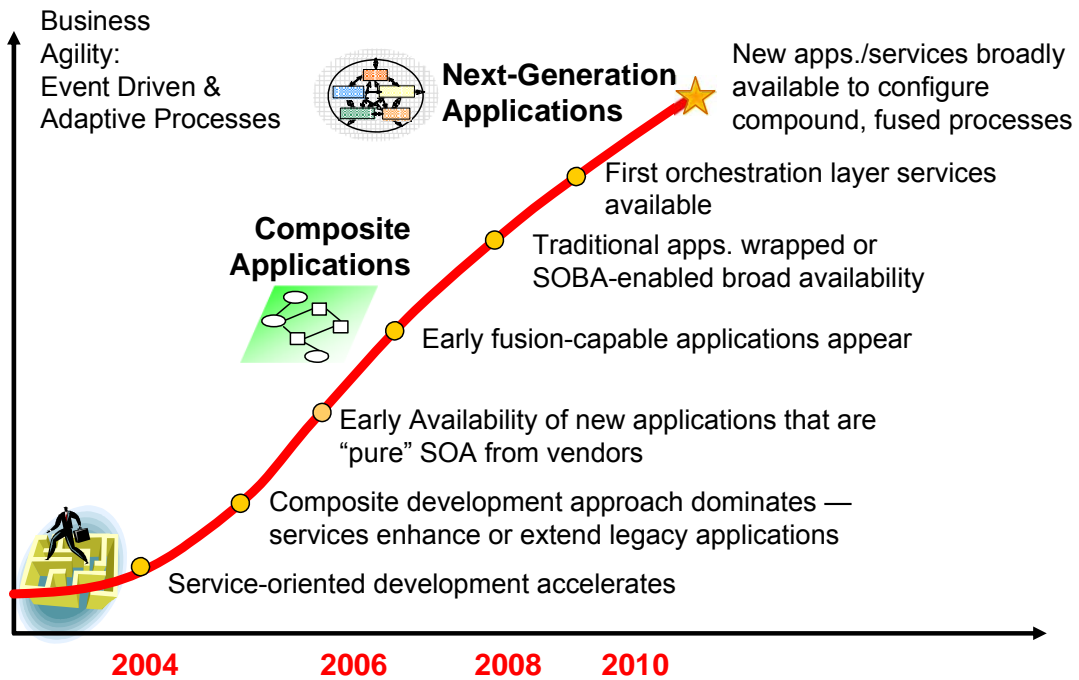 Business
Agility:
Event Driven &
Adaptive Processes
Next-Generation
Applications
New apps./services broadly
available to configure
compound, fused processes
First orchestration layer services
available
Composite
Applications
Traditional apps. wrapped or
SOBA-enabled broad availability
Early fusion-capable applications appear
Early Availability of new applications that are
“pure” SOA from vendors
Composite development approach dominates —
services enhance or extend legacy applications
Service-oriented development accelerates
2004 2006 2008 2010